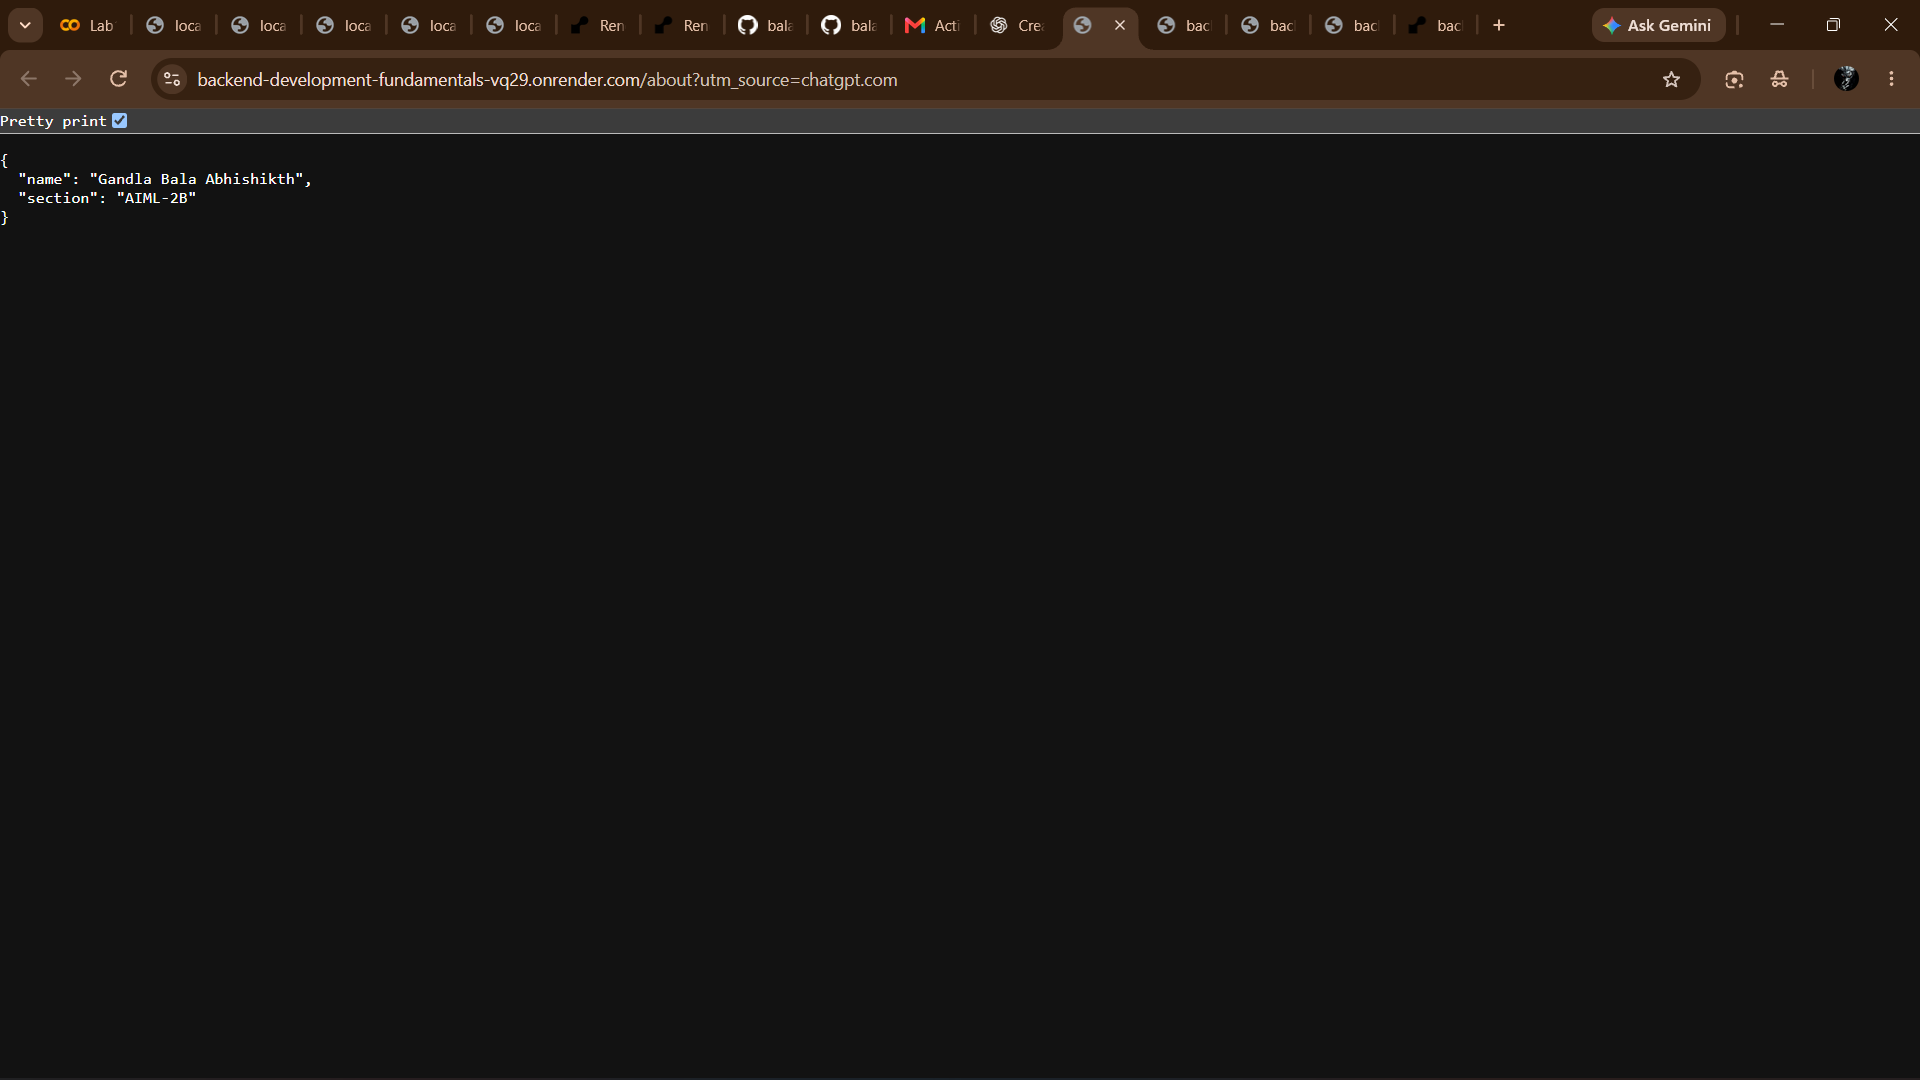 Lab
loca
loca
loca
loca
loca
Ren
Ren
bala
bala
Acti
Crea
bac
bac
bac
bac
Ask Gemini
backend-development-fundamentals-vq29.onrender.com/about?utm_source=chatgpt.com
Pretty print
{
"name": "Gandla Bala Abhishikth",
"section": "AIML-2B"
}